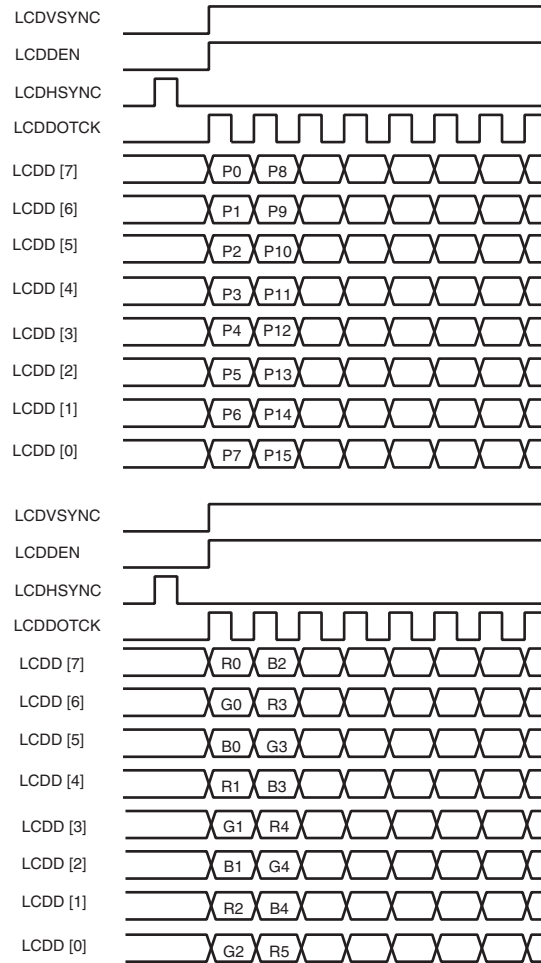 LCDVSYNC
LCDDEN
LCDHSYNC
LCDDOTCK
LCDD [7] P0 P8
LCDD [6] P1 P9
LCDD [5] P2 P10
LCDD [4] P3 P11
LCDD [3] P4 P12
LCDD [2] P5 P13
LCDD [1] P6 P14
LCDD [0] P7 P15
LCDVSYNC
LCDDEN
LCDHSYNC
LCDDOTCK
LCDD [7] R0 B2
LCDD [6] G0 R3
LCDD [5] B0 G3
LCDD [4] R1 B3
LCDD [3] G1 R4
LCDD [2] B1 G4
LCDD [1] R2 B4
LCDD [0] G2 R5